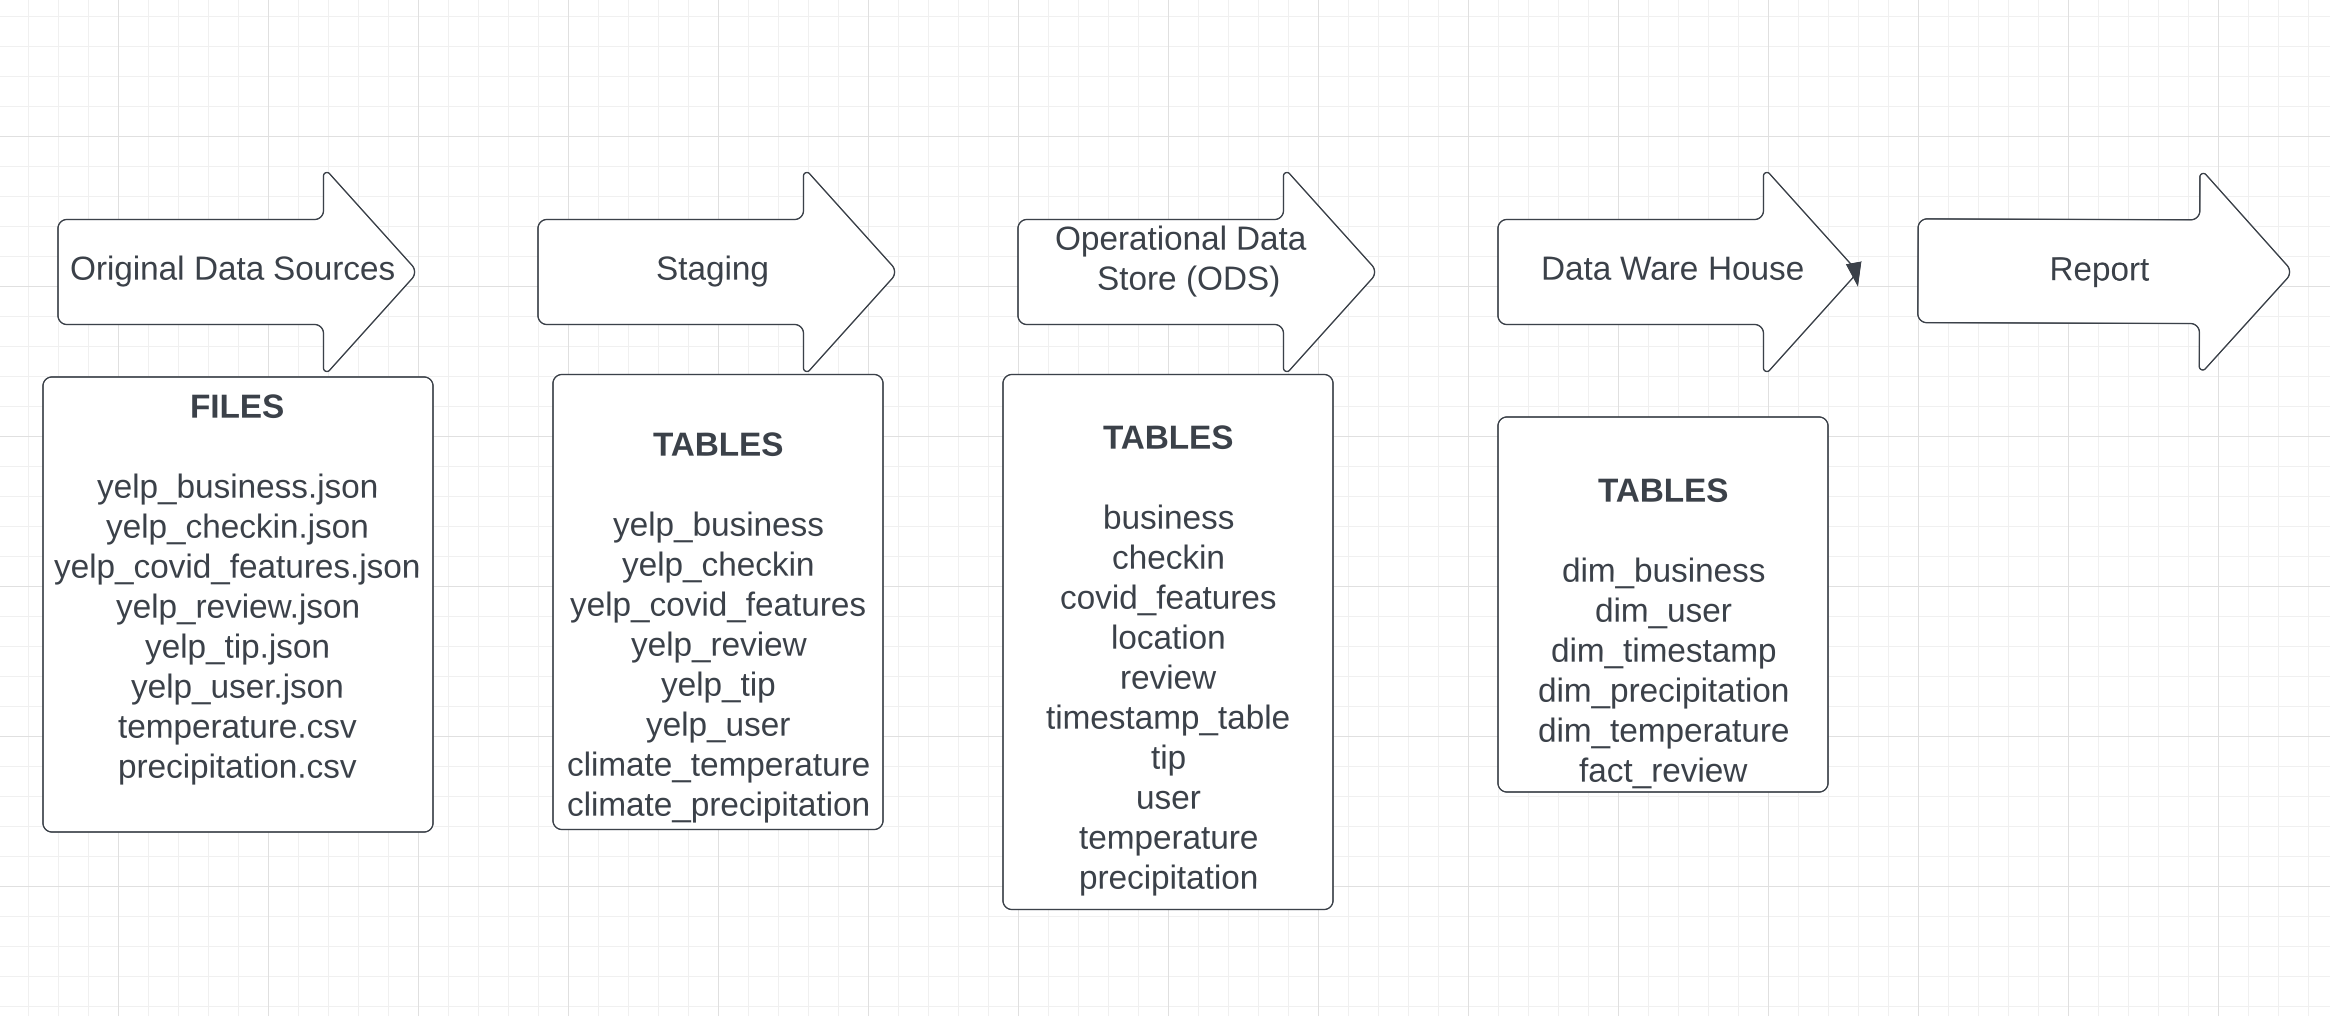 Original Data Sources
Staging
Operational Data
Store (ODS)
Data Ware House
Report
FILES
yelp_business.json
yelp_checkin.json
yelp_covid_features.json
yelp_review.json
yelp_tip.json
yelp_user.json
temperature.csv
precipitation.csv
TABLES
yelp_business
yelp_checkin
yelp_covid_features
yelp_review
yelp_tip
yelp_user
climate_temperature
climate_precipitation
TABLES
business
checkin
covid_features
location
review
timestamp_table
tip
user
temperature
precipitation
TABLES
dim_business
dim_user
dim_timestamp
dim_precipitation
dim_temperature
fact_review